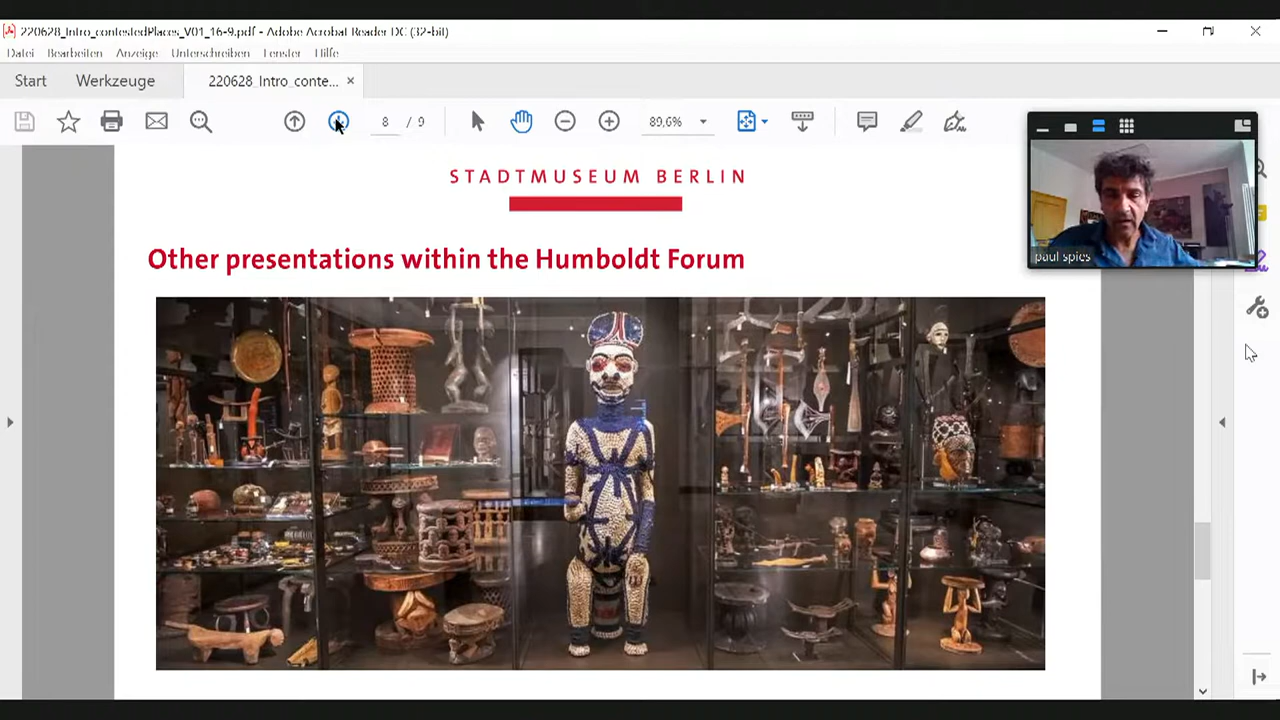 220628_Intro_contestedPlaces_V01_16-9.pdf - Adobe Acrobat Reader DC (32-bit)
Datei Bearbeiten Anzeige Unterschreiben Fenster Hilfe
Start Werkzeuge 220628_Intro_conte... ×
8 / 9 89,6%
STADTMUSEUM BERLIN
Other presentations within the Humboldt Forum
paul spies